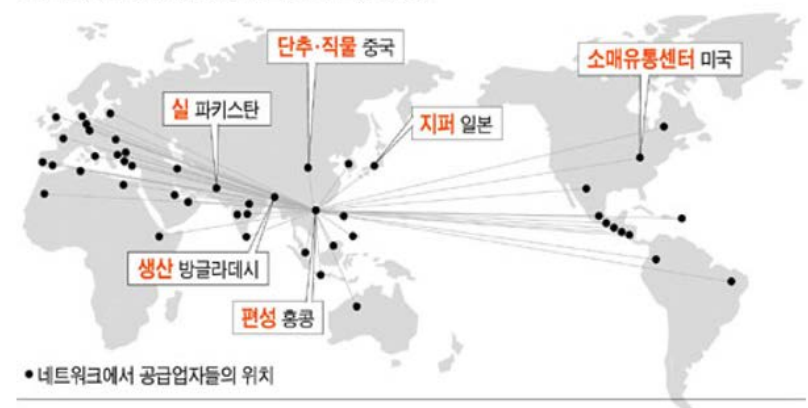 단추·직물 중국
소매유통센터 미국
실 파키스탄
지퍼 일본
생산 방글라데시
편성 홍콩
• 네트워크에서 공급업자들의 위치